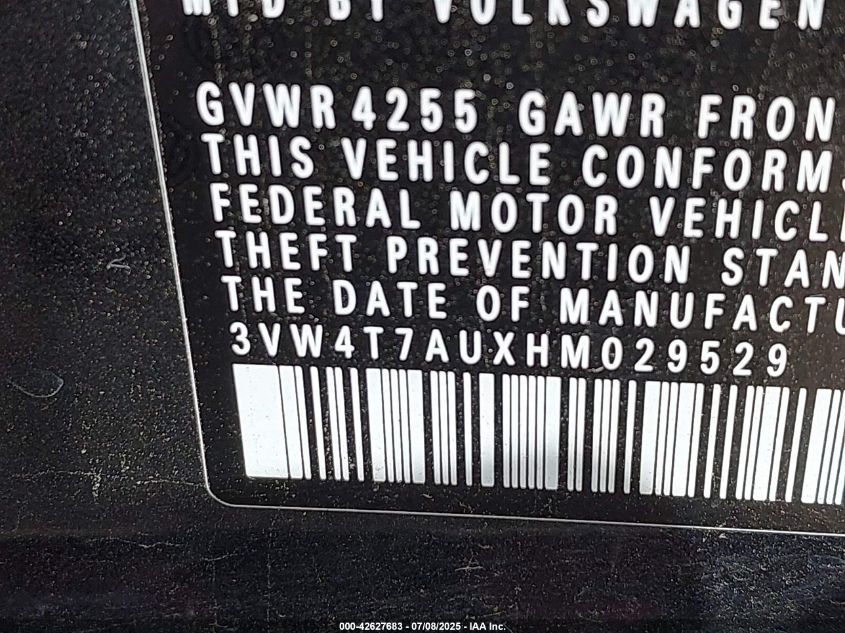 MFD BY VOLKSWAGEN
GVWR 4255 GAWR FRON
THIS VEHICLE CONFORMS
FEDERAL MOTOR VEHICL
THEFT PREVENTION STAN
THE DATE OF MANUFACTU
3VW4T7AUXHM029529
000-42627683 - 07/08/2025 - IAA Inc.